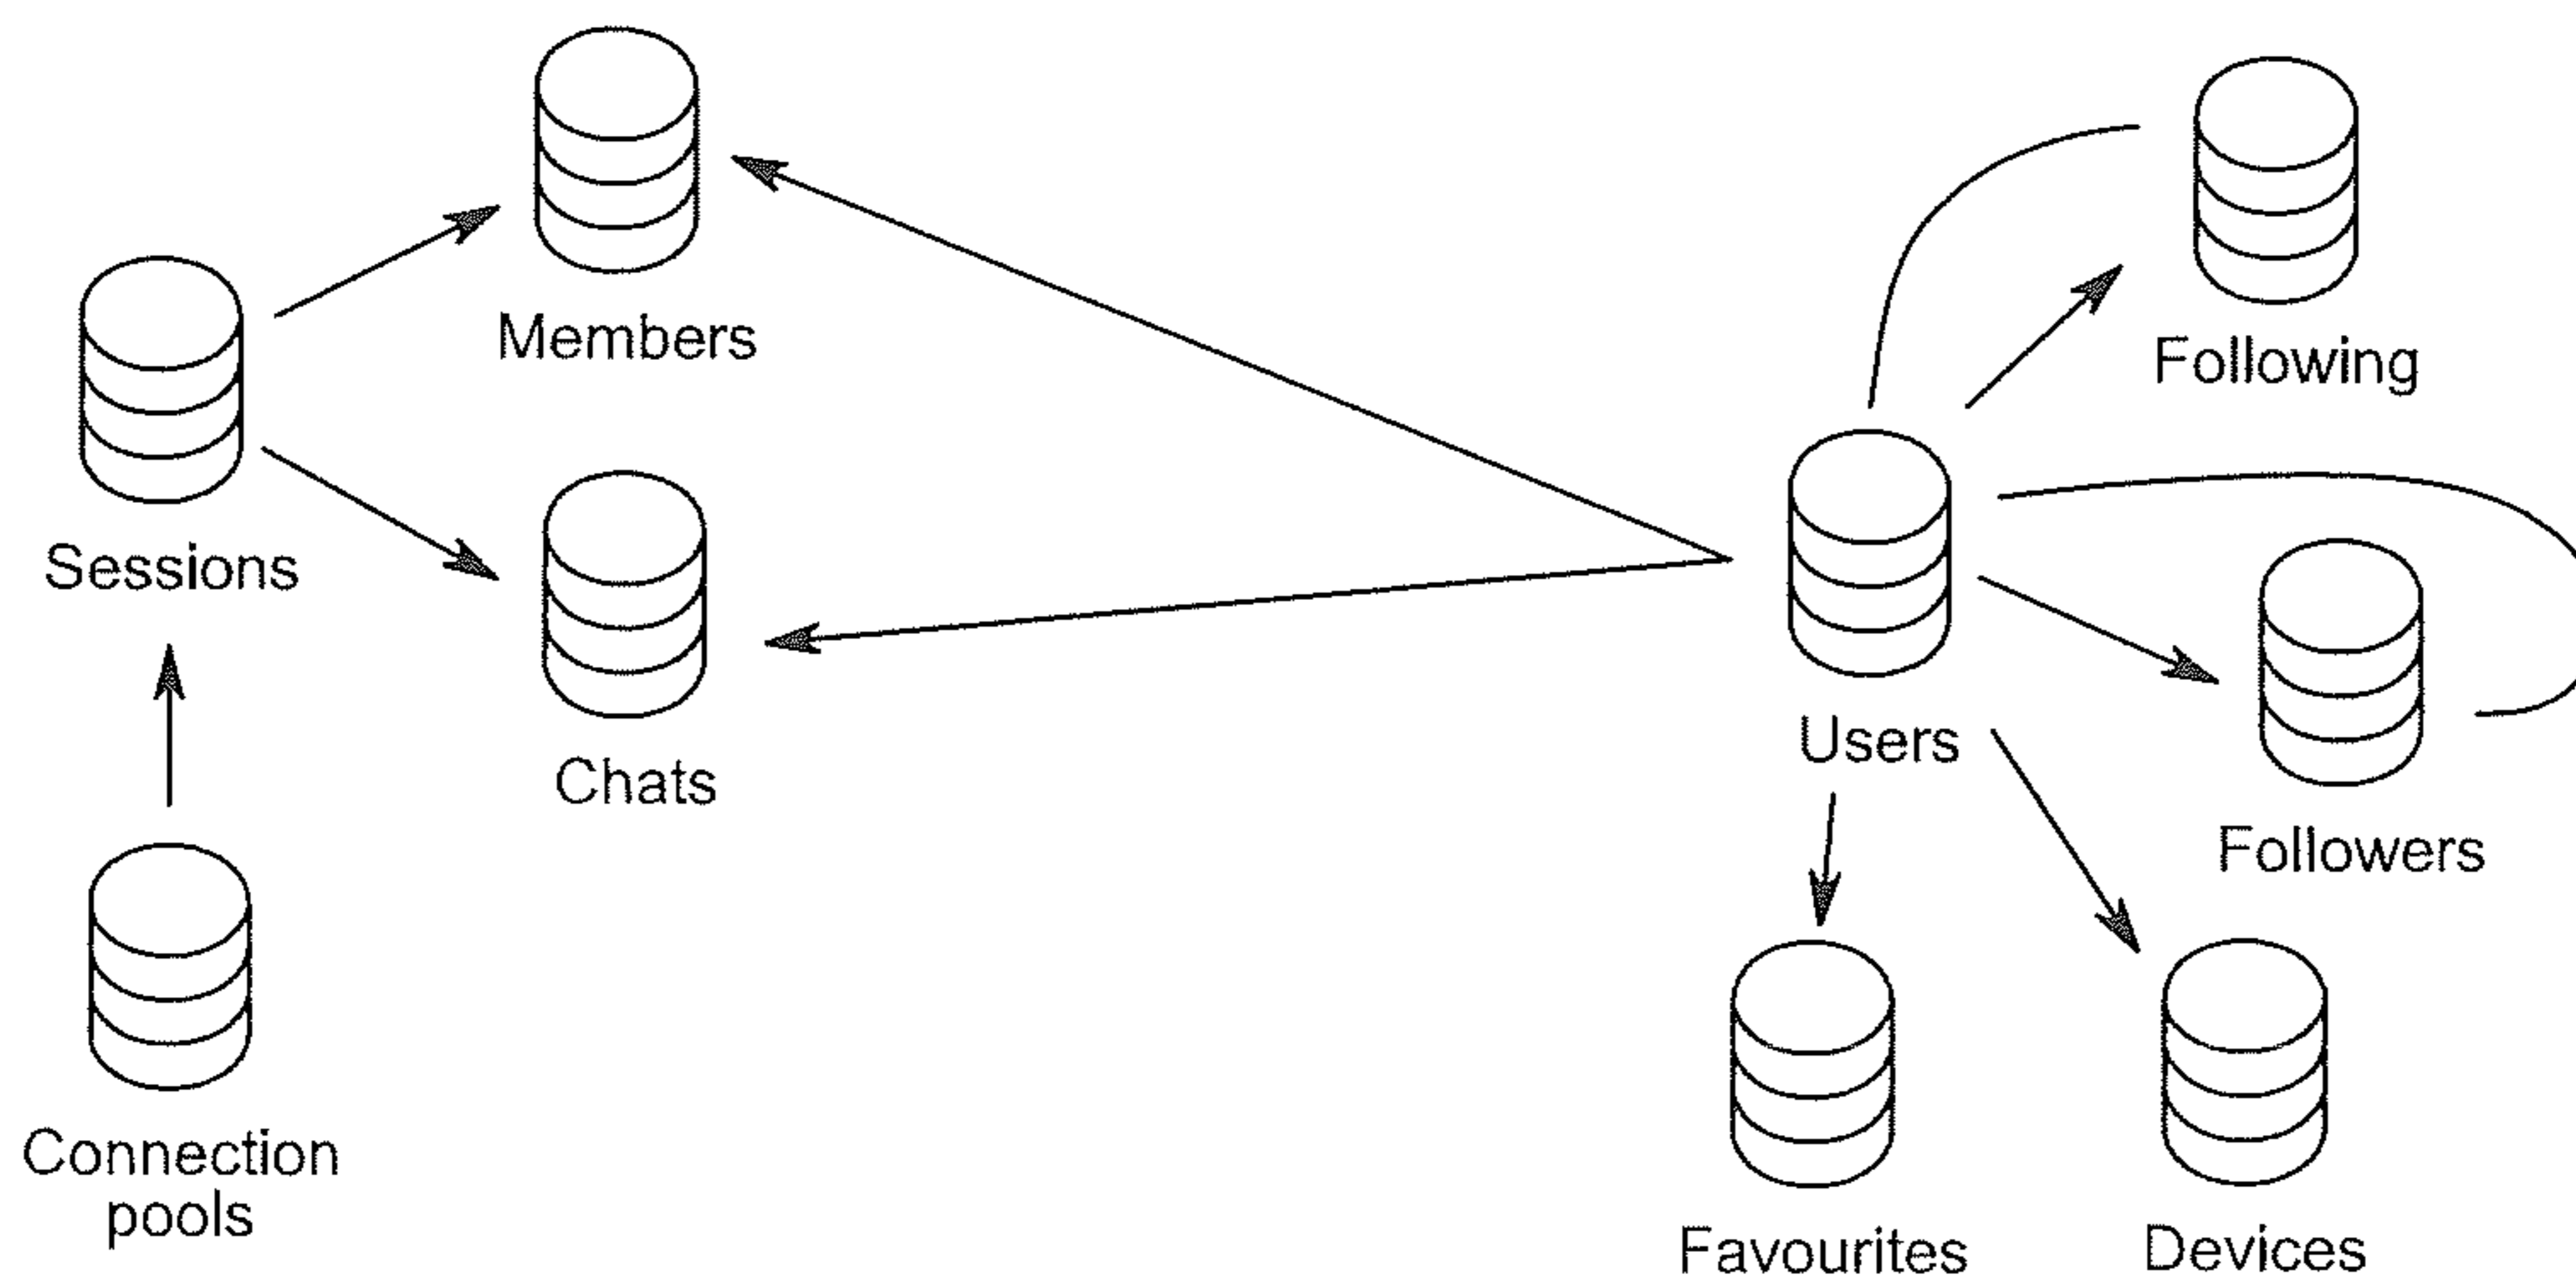 Members
Following
Sessions
Users
Chats
Followers
Connection
pools
Favourites
Devices